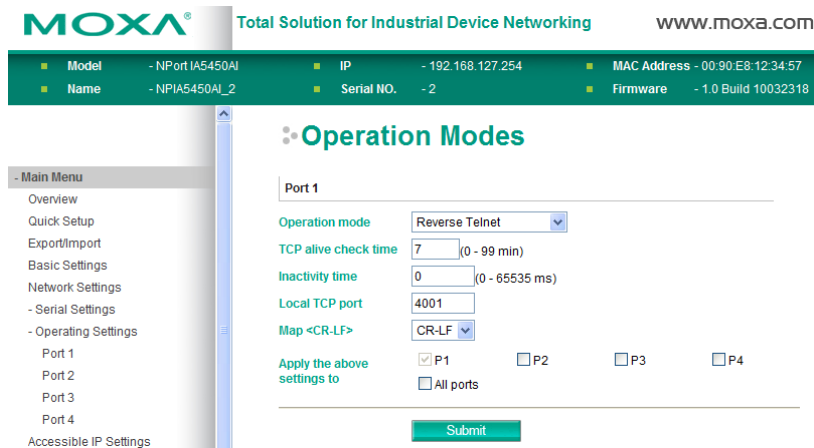 MOXA® Total Solution for Industrial Device Networking www.moxa.com
Model - NPort IA5450AI IP - 192.168.127.254 MAC Address - 00:90:E8:12:34:57
Name - NPIA5450AI_2 Serial NO. - 2 Firmware - 1.0 Build 10032318
Operation Modes
- Main Menu
Overview
Quick Setup
Export/Import
Basic Settings
Network Settings
- Serial Settings
- Operating Settings
Port 1
Port 2
Port 3
Port 4
Accessible IP Settings
Port 1
Operation mode Reverse Telnet
TCP alive check time 7 (0 - 99 min)
Inactivity time 0 (0 - 65535 ms)
Local TCP port 4001
Map <CR-LF> CR-LF
Apply the above settings to P1 P2 P3 P4
All ports
Submit